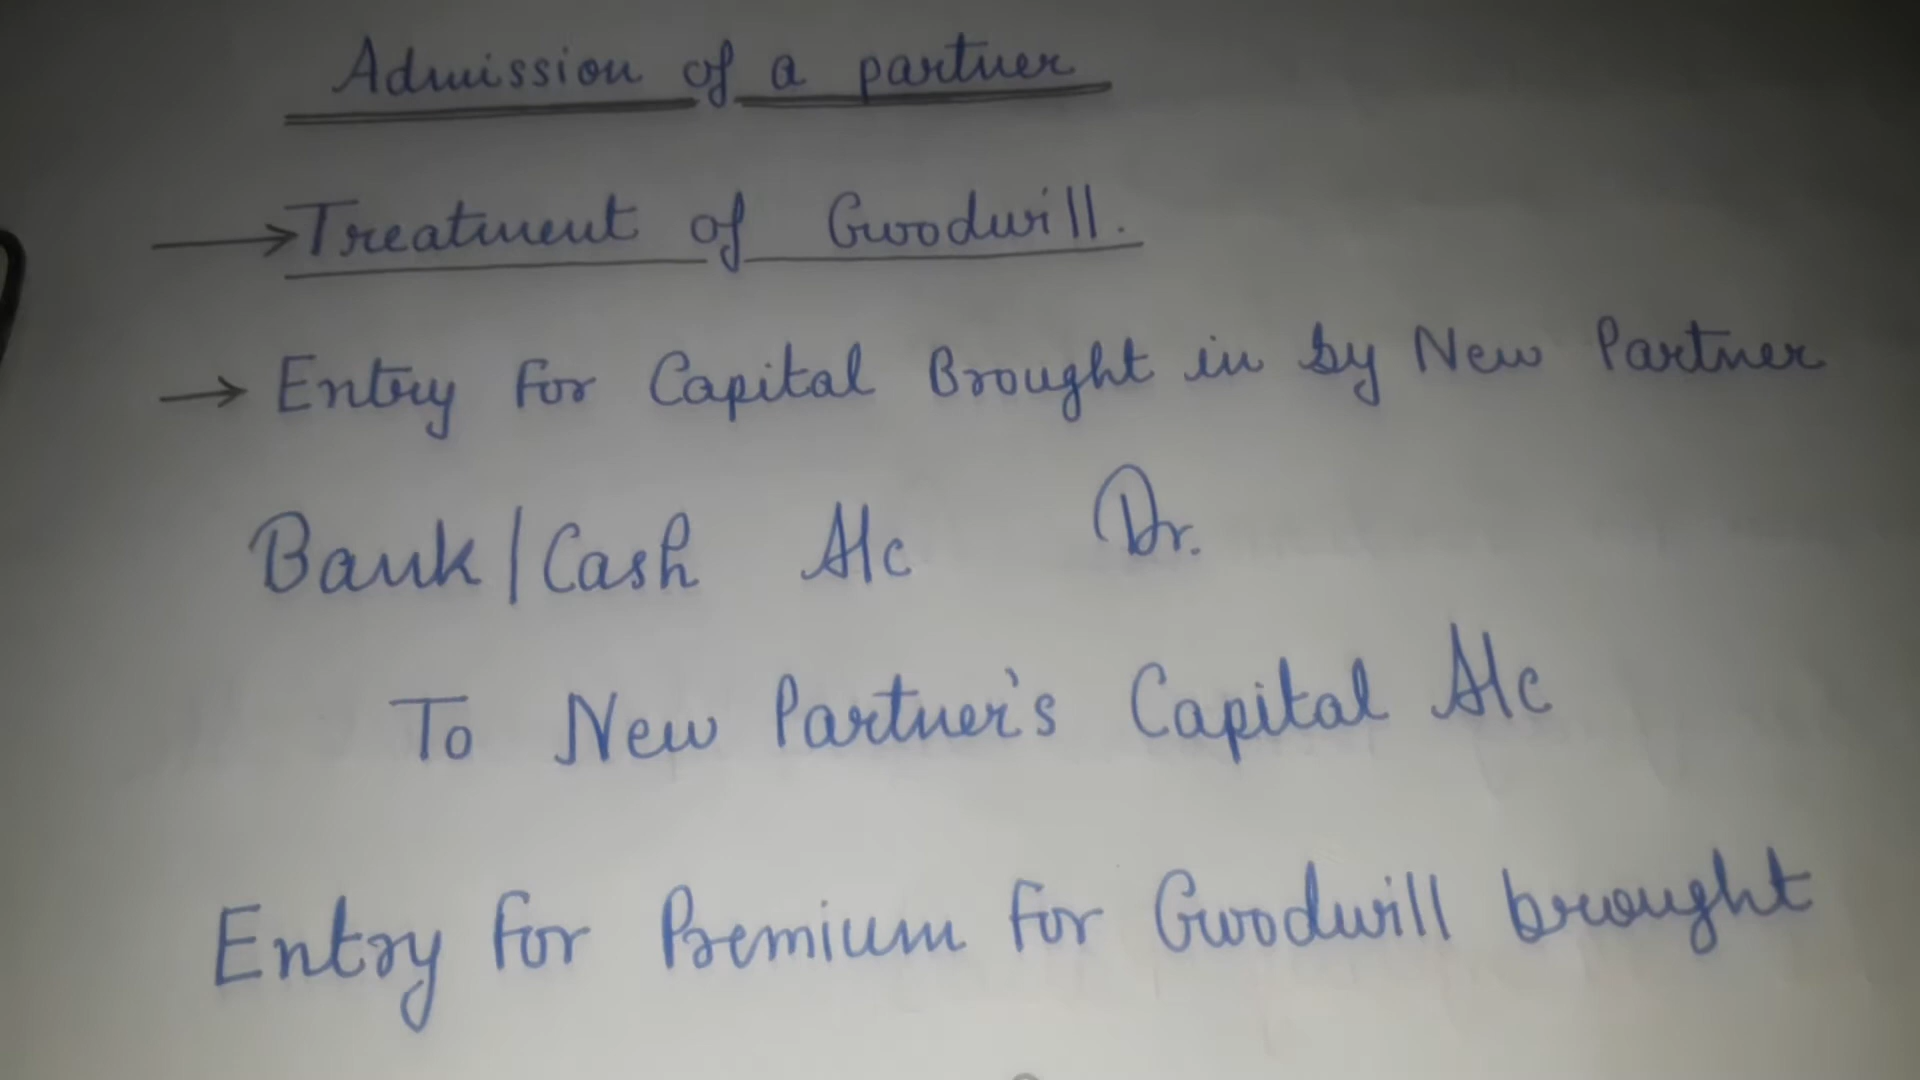 Admission of a partner
→ Treatment of Goodwill.
→ Entry for Capital Brought in by New Partner
Bank/Cash A/c Dr.
To New Partner's Capital A/c
Entry for Premium for Goodwill brought